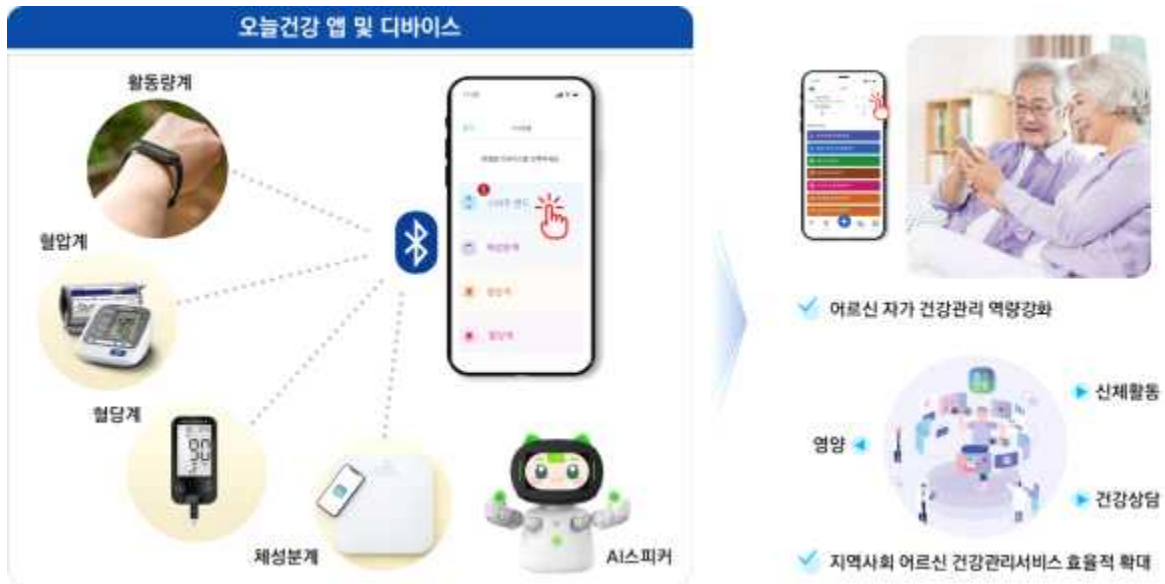 오늘건강 앱 및 디바이스
활동량계
혈압계
혈당계
체성분계
AI스피커
어르신 자가 건강관리 역량강화
신체활동
영양
건강상담
지역사회 어르신 건강관리서비스 효율적 확대